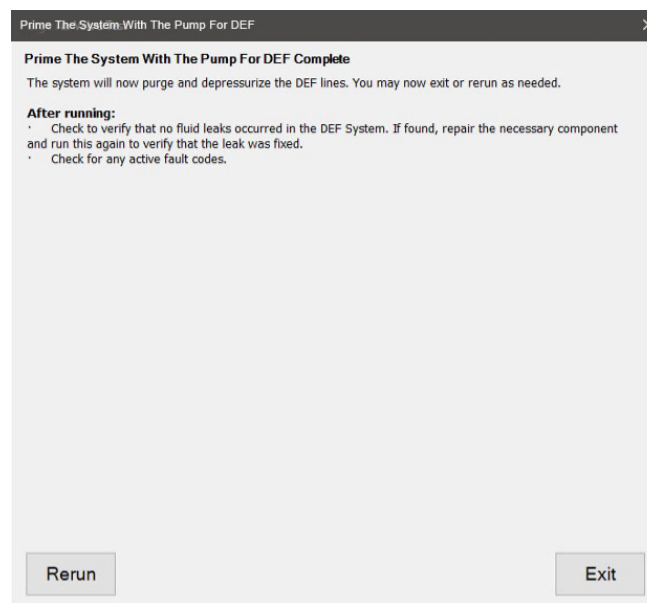 Prime The System With The Pump For DEF
Prime The System With The Pump For DEF Complete
The system will now purge and depressurize the DEF lines. You may now exit or rerun as needed.
After running:
· Check to verify that no fluid leaks occurred in the DEF System. If found, repair the necessary component
and run this again to verify that the leak was fixed.
· Check for any active fault codes.
Rerun
Exit